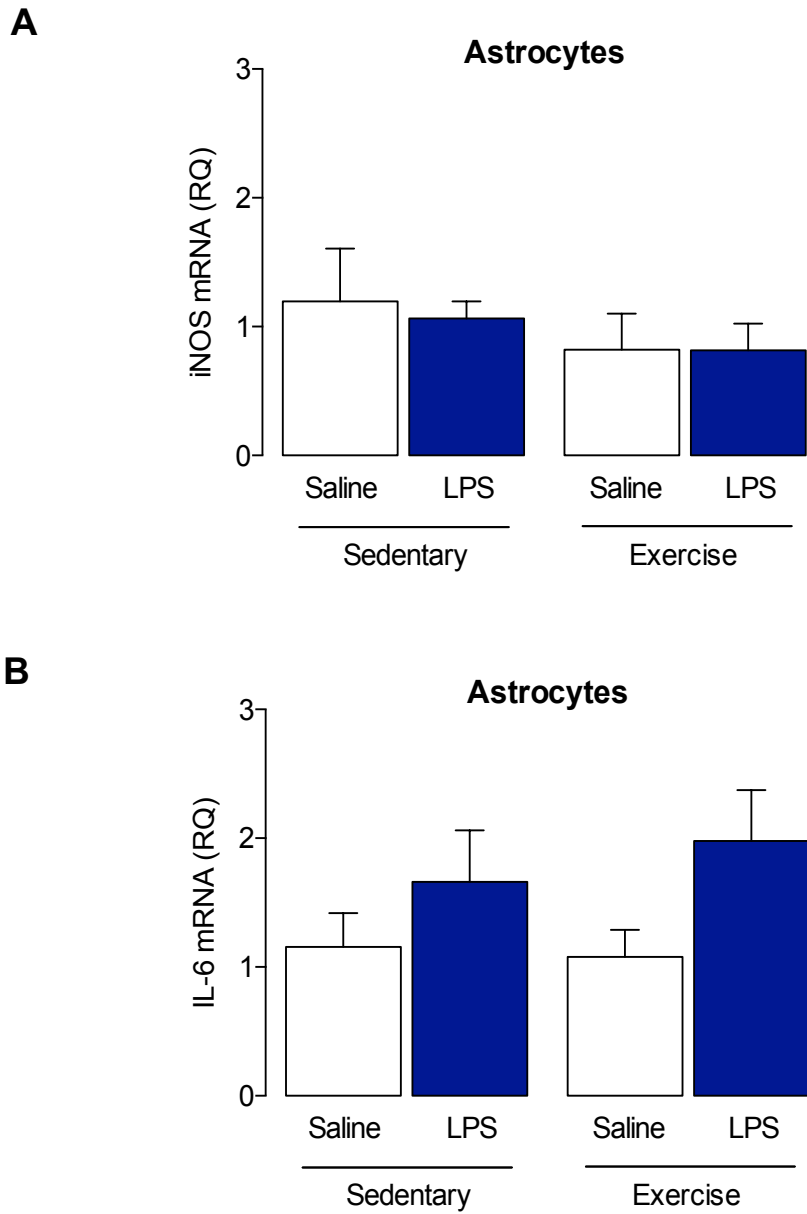 A
Astrocytes
iNOS mRNA (RQ)
3
2
1
0
Saline LPS Saline LPS
Sedentary Exercise
B
Astrocytes
IL-6 mRNA (RQ)
3
2
1
0
Saline LPS Saline LPS
Sedentary Exercise